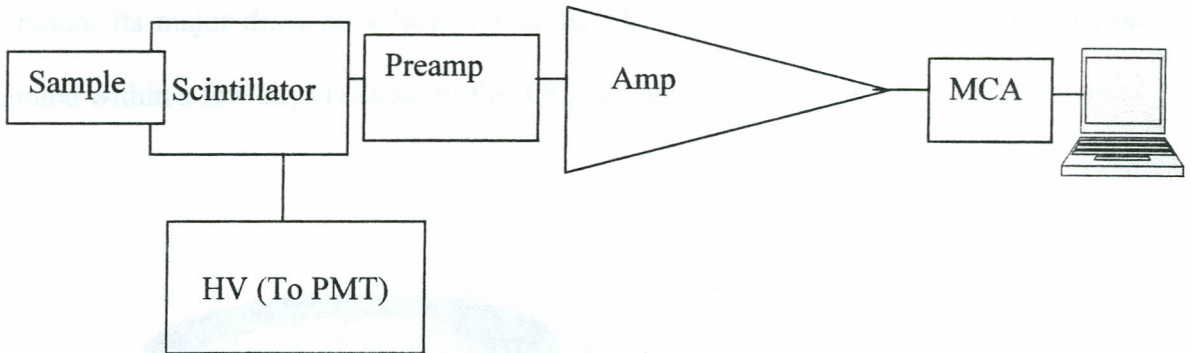 Sample
Scintillator
Preamp
Amp
MCA
HV (To PMT)